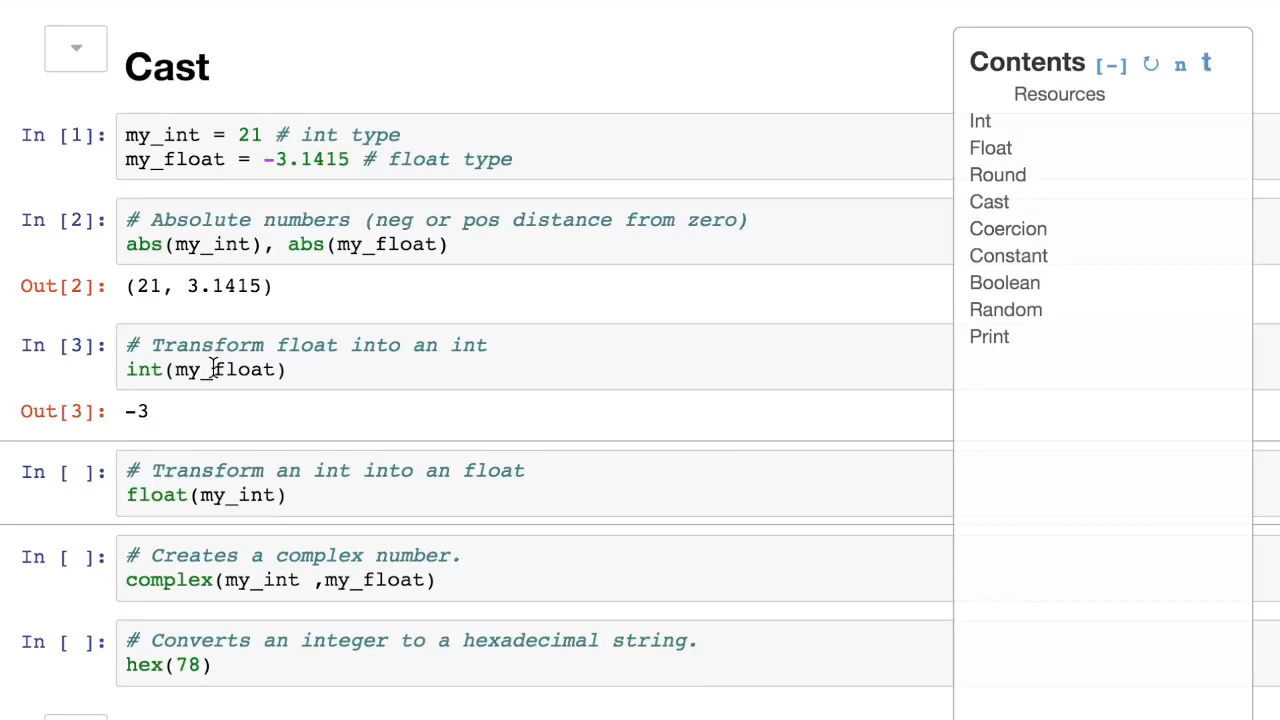 Cast
In [1]: my_int = 21 # int type
my_float = -3.1415 # float type
In [2]: # Absolute numbers (neg or pos distance from zero)
abs(my_int), abs(my_float)
Out[2]: (21, 3.1415)
In [3]: # Transform float into an int
int(my_float)
Out[3]: -3
In [ ]: # Transform an int into an float
float(my_int)
In [ ]: # Creates a complex number.
complex(my_int ,my_float)
In [ ]: # Converts an integer to a hexadecimal string.
hex(78)
Contents [-] ↻ n t
Resources
Int
Float
Round
Cast
Coercion
Constant
Boolean
Random
Print